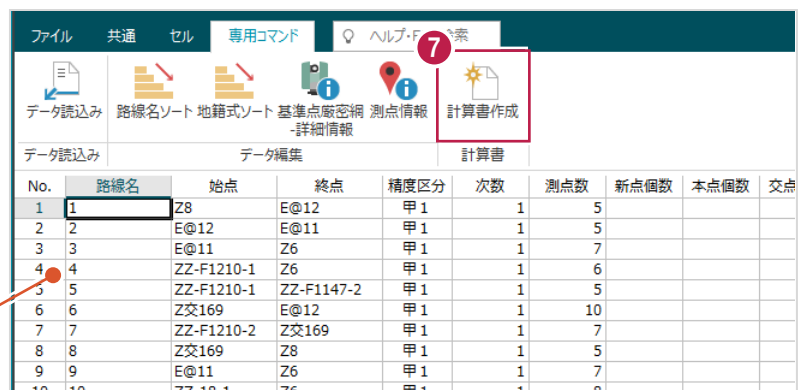 ファイル 共通 セル 専用コマンド ヘルプ・ 索
7
データ読込み 路線名ソート 地籍式ソート 基準点厳密網 測点情報 計算書作成
-詳細情報
データ読込み データ編集 計算書
No. 路線名 始点 終点 精度区分 次数 測点数 新点個数 本点個数 交点
1 1 Z8 E@12 甲1 1 5
2 2 E@12 E@11 甲1 1 5
3 3 E@11 Z6 甲1 1 7
4 4 ZZ-F1210-1 Z6 甲1 1 6
5 5 ZZ-F1210-1 ZZ-F1147-2 甲1 1 5
6 6 Z交169 E@12 甲1 1 10
7 7 ZZ-F1210-2 Z交169 甲1 1 7
8 8 Z交169 Z8 甲1 1 5
9 9 E@11 Z6 甲1 1 7